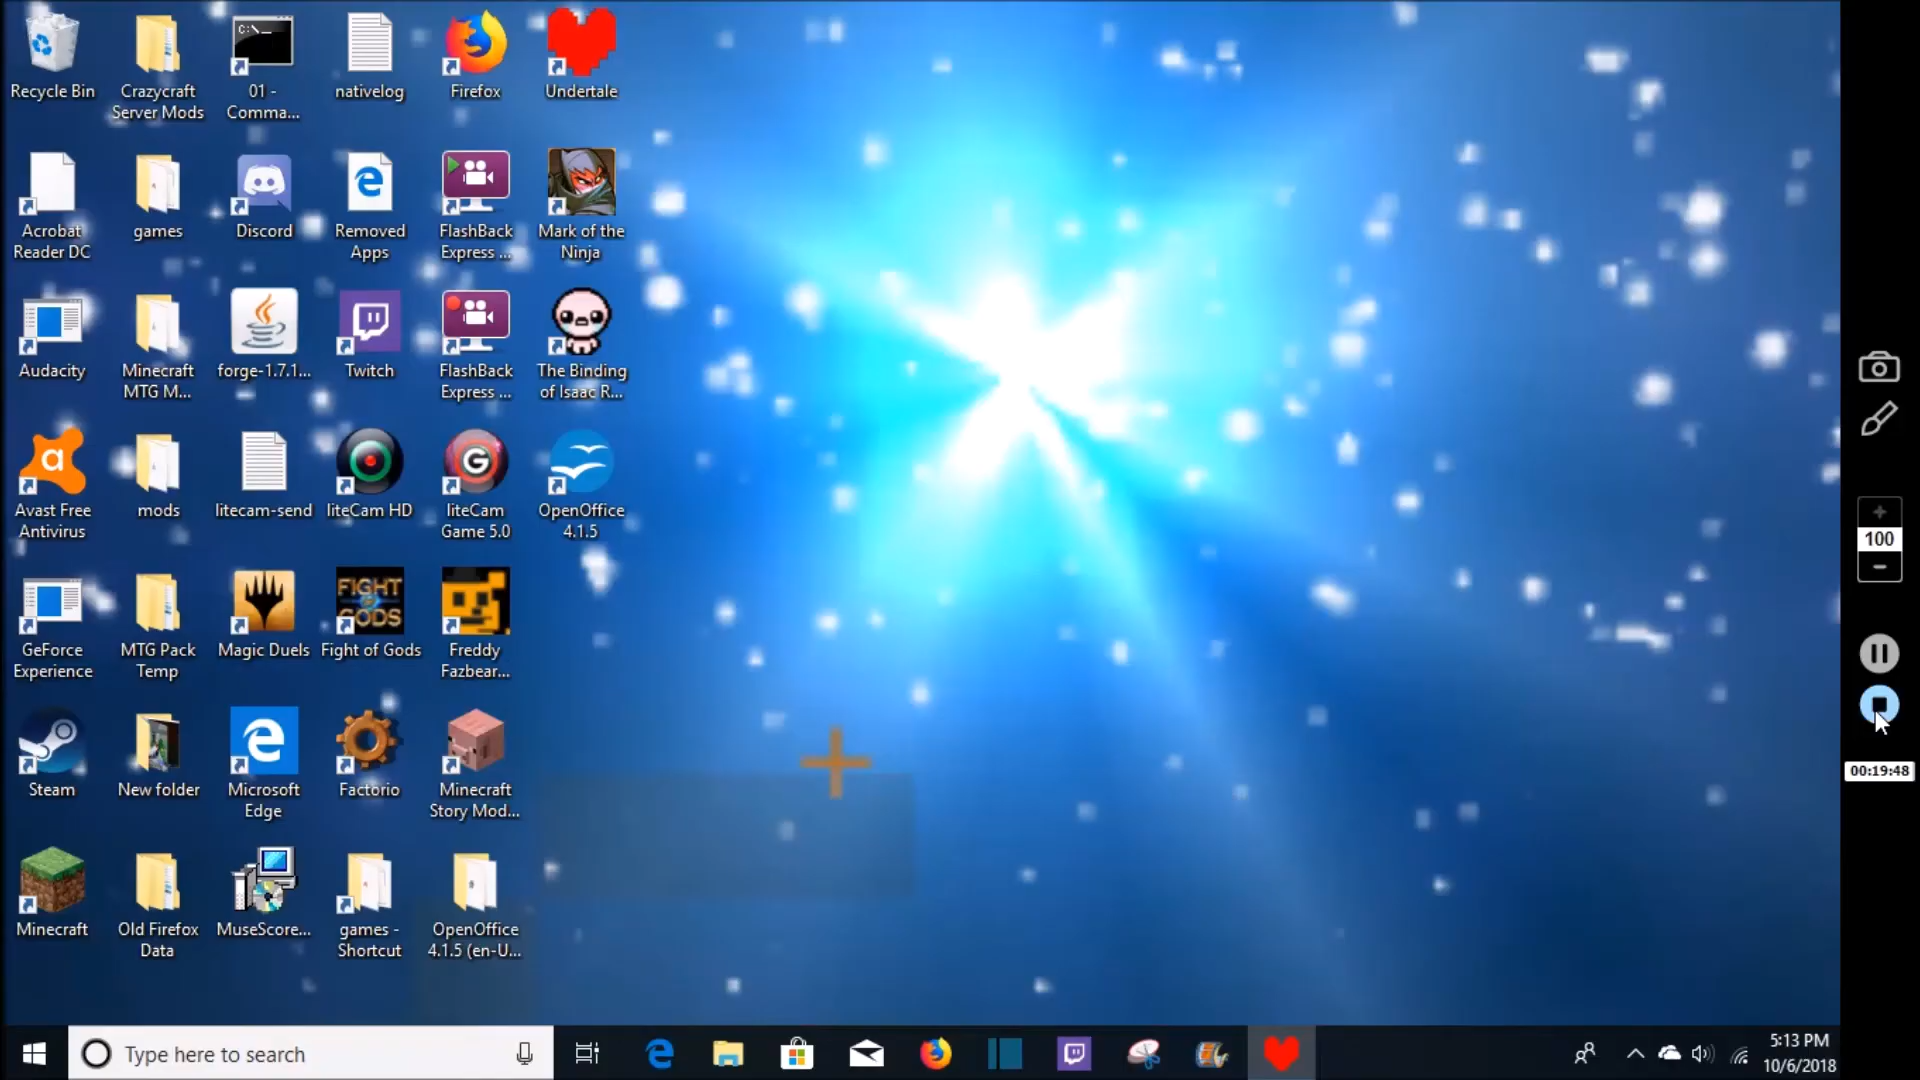 Recycle Bin
Crazycraft
Server Mods
C:\_
01 -
Comma...
nativelog
Firefox
Undertale
Acrobat
Reader DC
games
Discord
Removed
Apps
FlashBack
Express ...
Mark of the
Ninja
Audacity
Minecraft
MTG M...
forge-1.7.1...
Twitch
FlashBack
Express ...
The Binding
of Isaac R...
Avast Free
Antivirus
mods
litecam-send
liteCam HD
G
liteCam
Game 5.0
OpenOffice
4.1.5
GeForce
Experience
MTG Pack
Temp
Magic Duels
FIGHT
GODS
Fight of Gods
Freddy
Fazbear...
Steam
New folder
Microsoft
Edge
Factorio
Minecraft
Story Mod...
Minecraft
Old Firefox
Data
MuseScore...
games -
Shortcut
OpenOffice
4.1.5 (en-U...
100
00:19:48
Type here to search
5:13 PM
10/6/2018